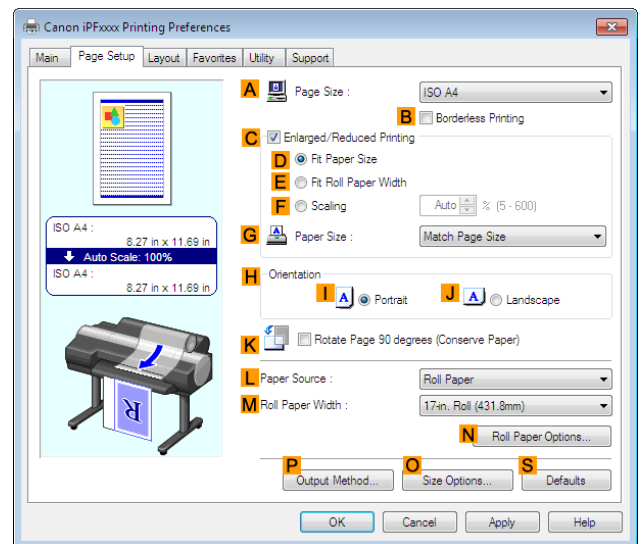 Canon iPFxxxx Printing Preferences
Main Page Setup Layout Favorites Utility Support
A Page Size : ISO A4
B Borderless Printing
C Enlarged/Reduced Printing
D Fit Paper Size
E Fit Roll Paper Width
F Scaling Auto % (5 - 600)
G Paper Size : Match Page Size
ISO A4 :
8.27 in x 11.69 in
Auto Scale: 100%
ISO A4 :
8.27 in x 11.69 in
H Orientation
I A Portrait J A Landscape
K Rotate Page 90 degrees (Conserve Paper)
R
L Paper Source : Roll Paper
M Roll Paper Width : 17-in. Roll (431.8mm)
N Roll Paper Options...
P Output Method... O Size Options... S Defaults
OK Cancel Apply Help